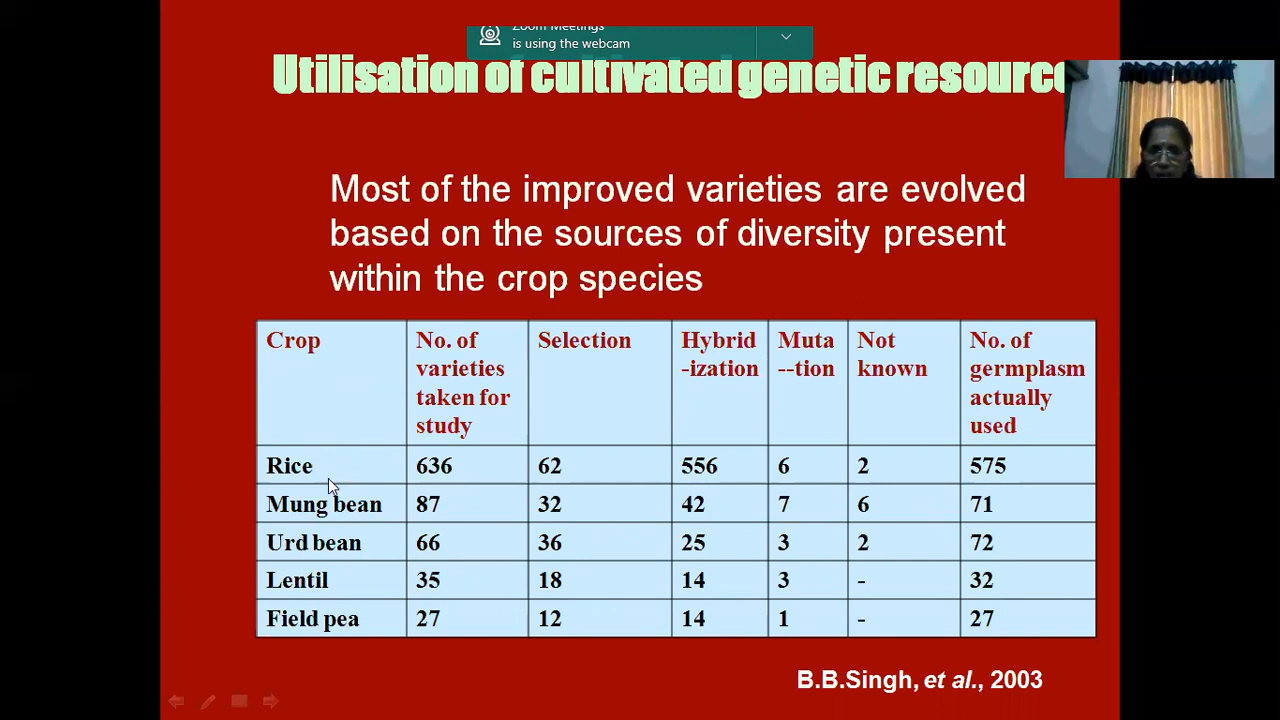 Zoom Meetings
is using the webcam
Utilisation of cultivated genetic resourc
Most of the improved varieties are evolved
based on the sources of diversity present
within the crop species
Crop No. of varieties taken for study Selection Hybrid-ization Muta--tion Not known No. of germplasm actually used
Rice 636 62 556 6 2 575
Mung bean 87 32 42 7 6 71
Urd bean 66 36 25 3 2 72
Lentil 35 18 14 3 - 32
Field pea 27 12 14 1 - 27
B.B.Singh, et al., 2003